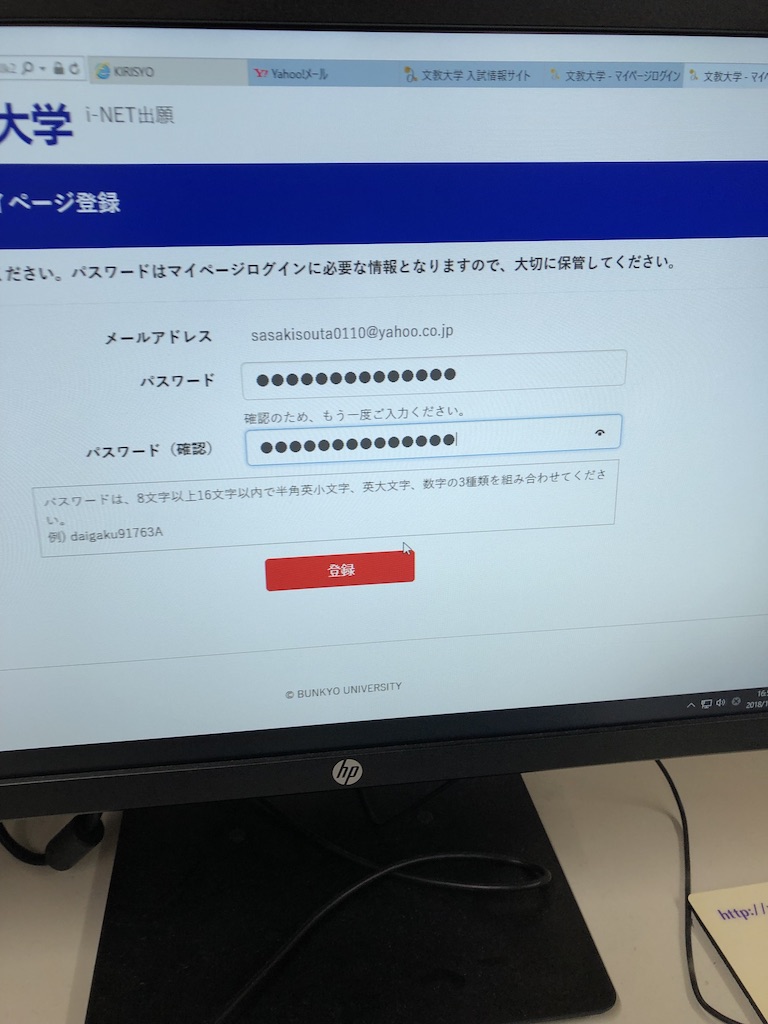 KIRISYO
Yahoo!メール
文教大学 入試情報サイト
文教大学 - マイページログイン
文教大学 - マイペ
大学 i-NET出願
イページ登録
ください。パスワードはマイページログインに必要な情報となりますので、大切に保管してください。
メールアドレス sasakisouta0110@yahoo.co.jp
パスワード ●●●●●●●●●●●●●●
確認のため、もう一度ご入力ください。
パスワード（確認） ●●●●●●●●●●●●●●
パスワードは、8文字以上16文字以内で半角英小文字、英大文字、数字の3種類を組み合わせてくださ
い。
例) daigaku91763A
登録
© BUNKYO UNIVERSITY
16:5
2018/1
hp
http://